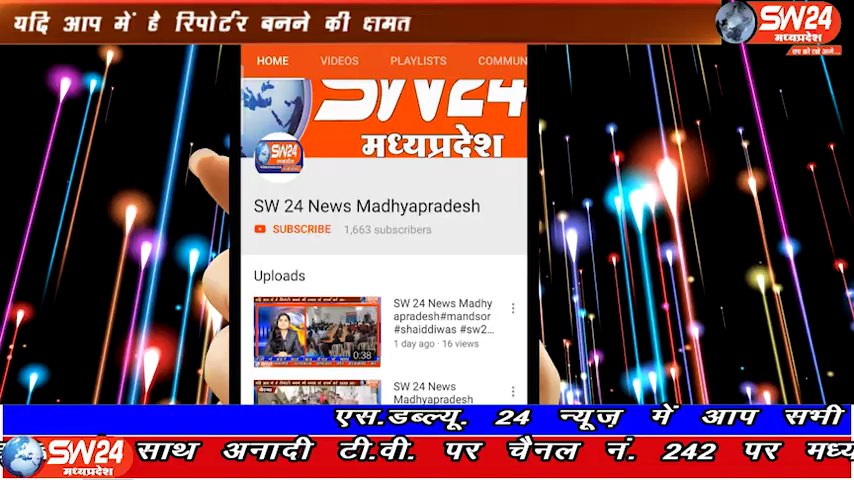 यदि आप में है रिपोर्टर बनने की क्षमत
SW24
मध्यप्रदेश
HOME VIDEOS PLAYLISTS COMMUN
SW24
मध्यप्रदेश
SW24
SW 24 News Madhyapradesh
SUBSCRIBE 1,663 subscribers
Uploads
SW 24 News Madhy
apradesh#mandsor
#shaiddiwas #sw2...
1 day ago · 16 views
0:38
SW 24 News
Madhyapradesh
एस.डब्ल्यू. 24 न्यूज़ में आप सभी
साथ अनादी टी.वी. पर चैनल नं. 242 पर मध्य
SW24
मध्यप्रदेश